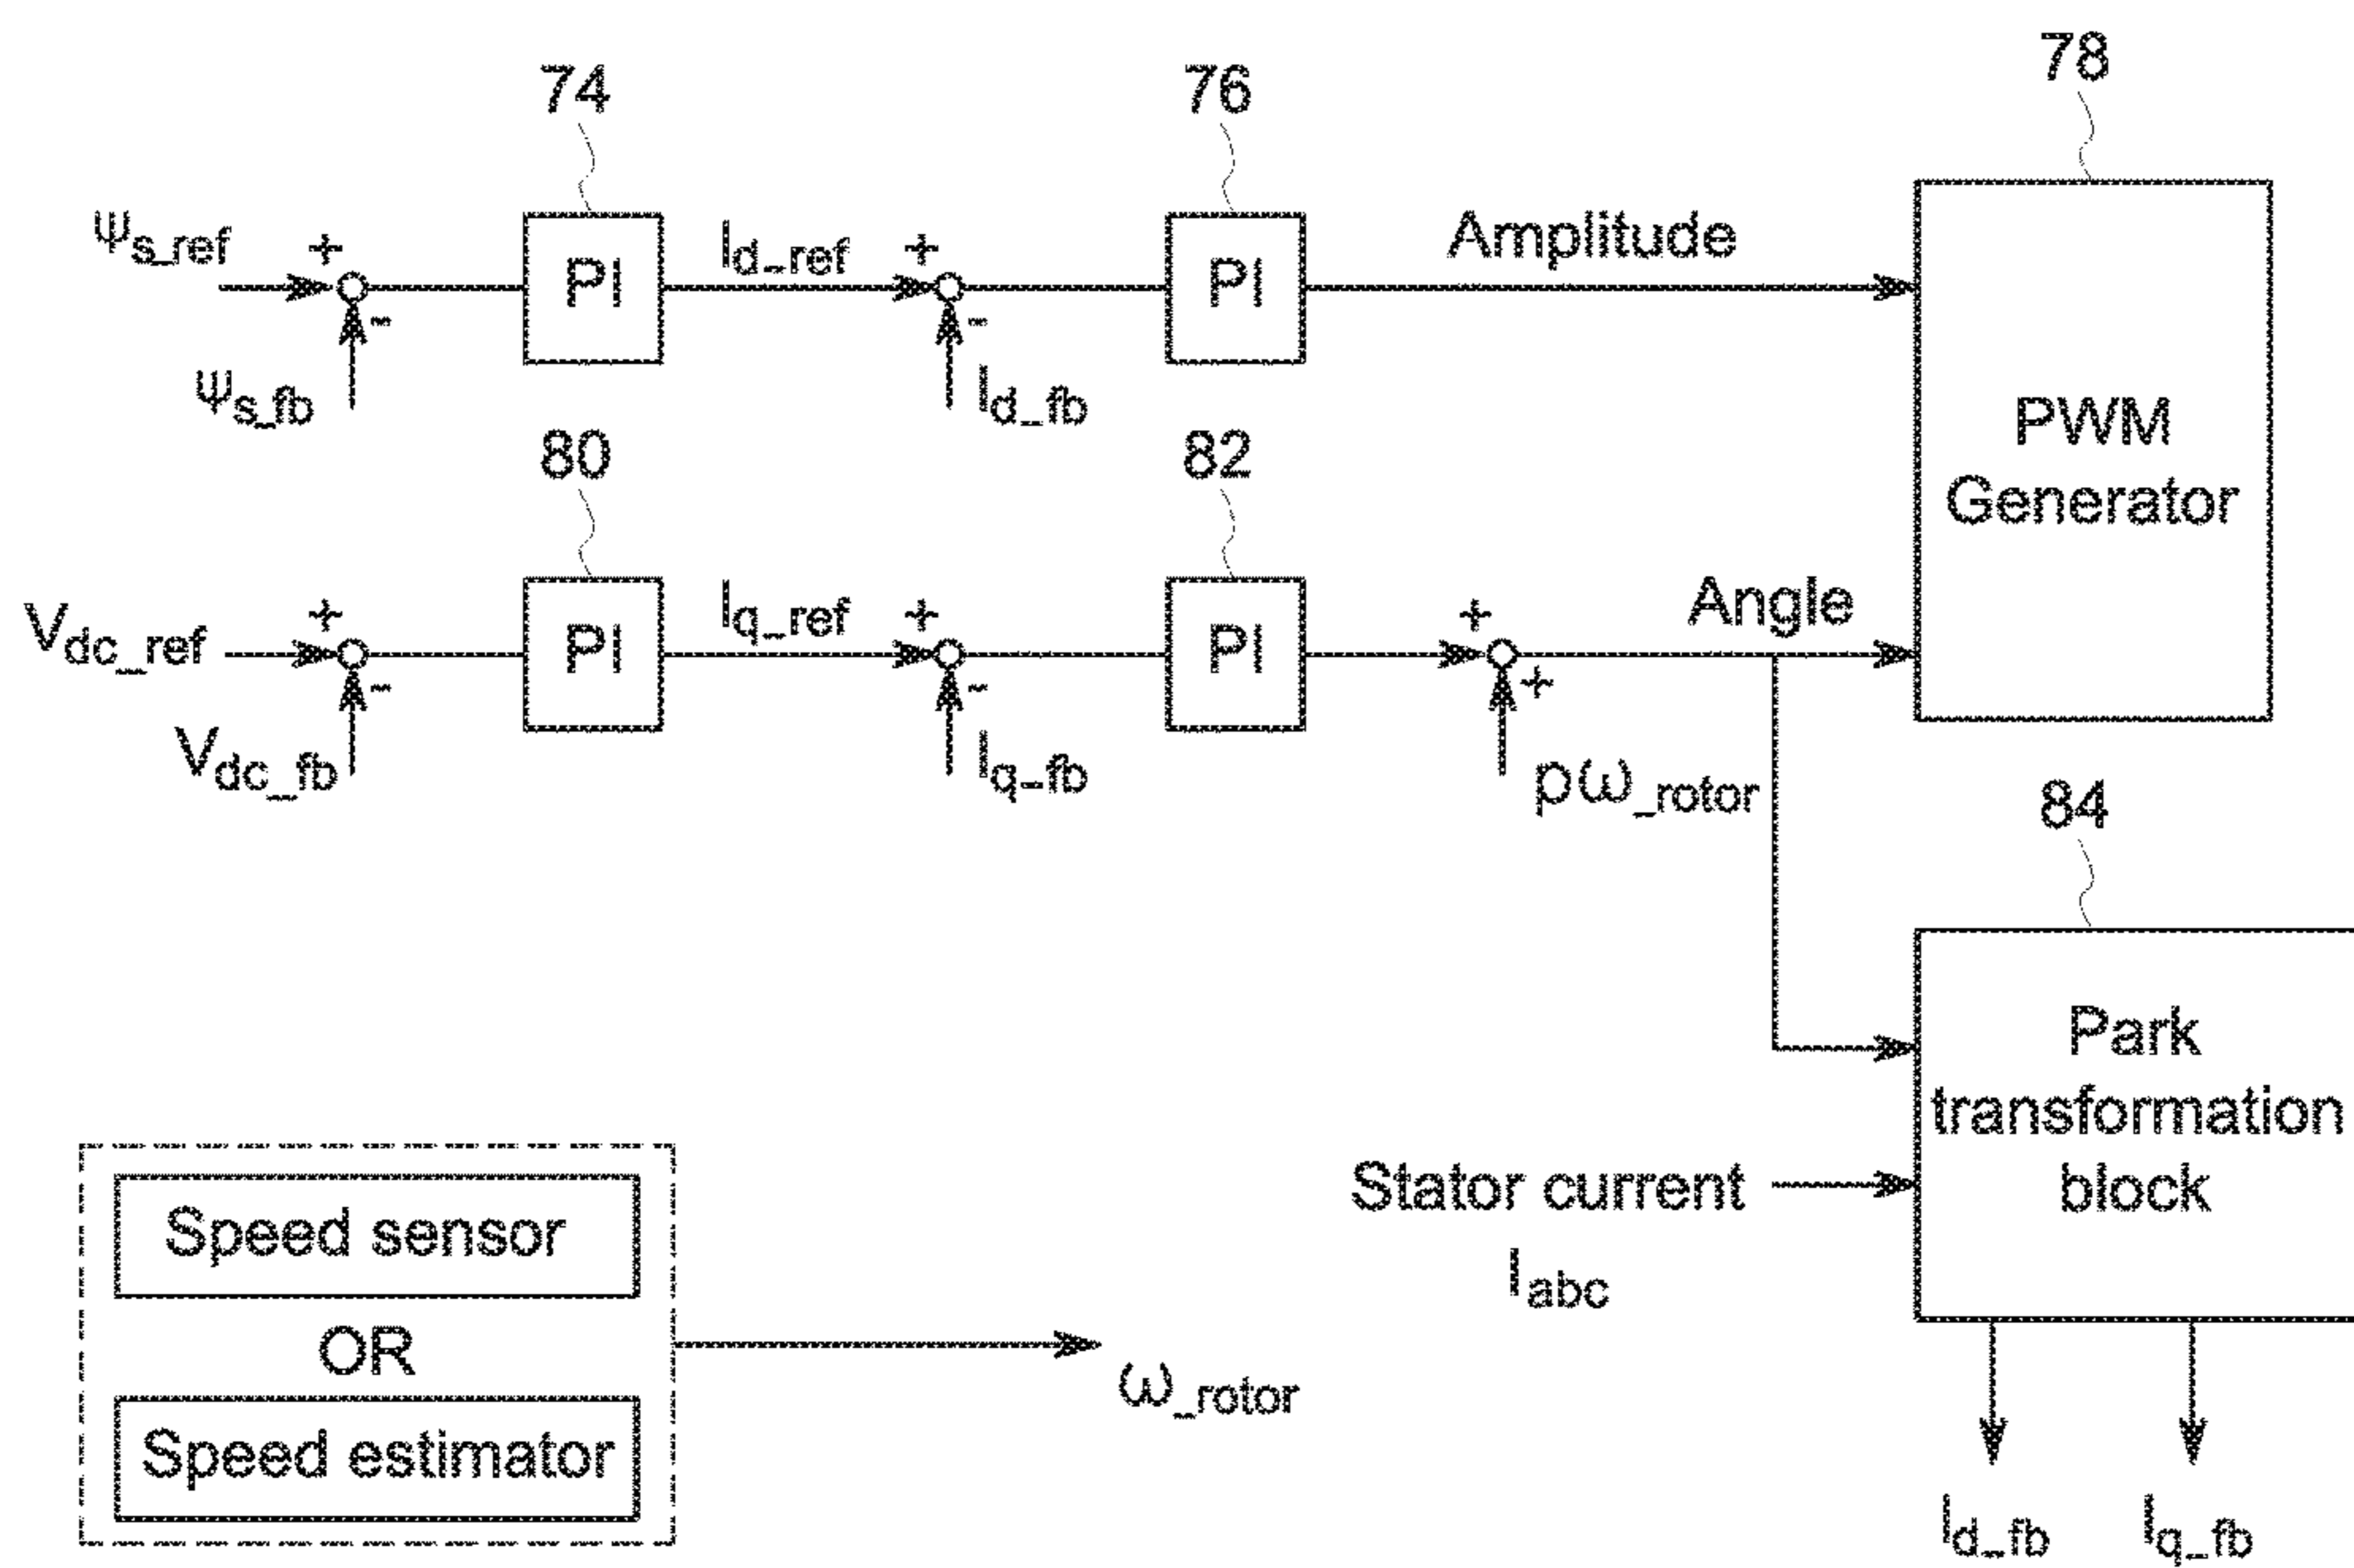 74
76
78
ψs_ref
+
PI
Id_ref
+
PI
Amplitude
-
-
ψs_fb
Id_fb
PWM
Generator
80
82
Vdc_ref
+
PI
Iq_ref
+
PI
+
Angle
-
-
+
Vdc_fb
Iq_fb
pω_rotor
84
Park
transformation
block
Stator current
Iabc
Speed sensor
OR
Speed estimator
ω_rotor
Id_fb
Iq_fb